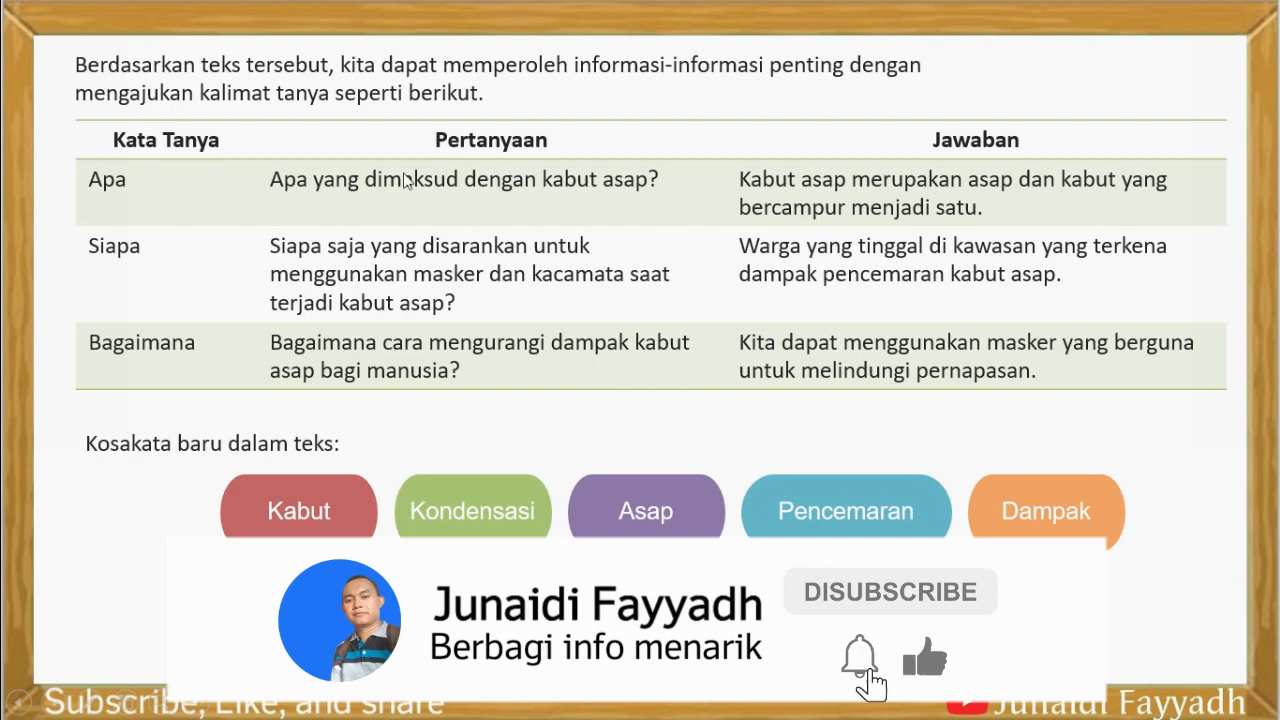 Berdasarkan teks tersebut, kita dapat memperoleh informasi-informasi penting dengan
mengajukan kalimat tanya seperti berikut.
Kata Tanya Pertanyaan Jawaban
Apa Apa yang dimaksud dengan kabut asap? Kabut asap merupakan asap dan kabut yang
bercampur menjadi satu.
Siapa Siapa saja yang disarankan untuk Warga yang tinggal di kawasan yang terkena
menggunakan masker dan kacamata saat dampak pencemaran kabut asap.
terjadi kabut asap?
Bagaimana Bagaimana cara mengurangi dampak kabut Kita dapat menggunakan masker yang berguna
asap bagi manusia? untuk melindungi pernapasan.
Kosakata baru dalam teks:
Kabut Kondensasi Asap Pencemaran Dampak
Junaidi Fayyadh DISUBSCRIBE
Berbagi info menarik
Subscribe, Like, and share Junaidi Fayyadh